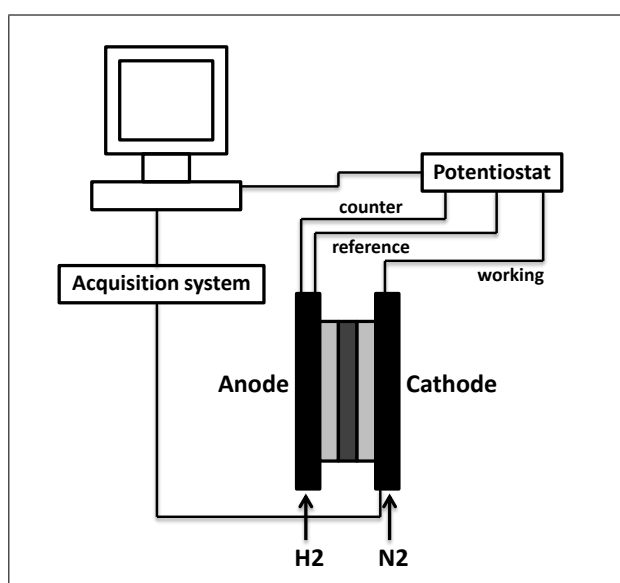 Potentiostat
counter
reference
working
Acquisition system
Anode
Cathode
H2
N2